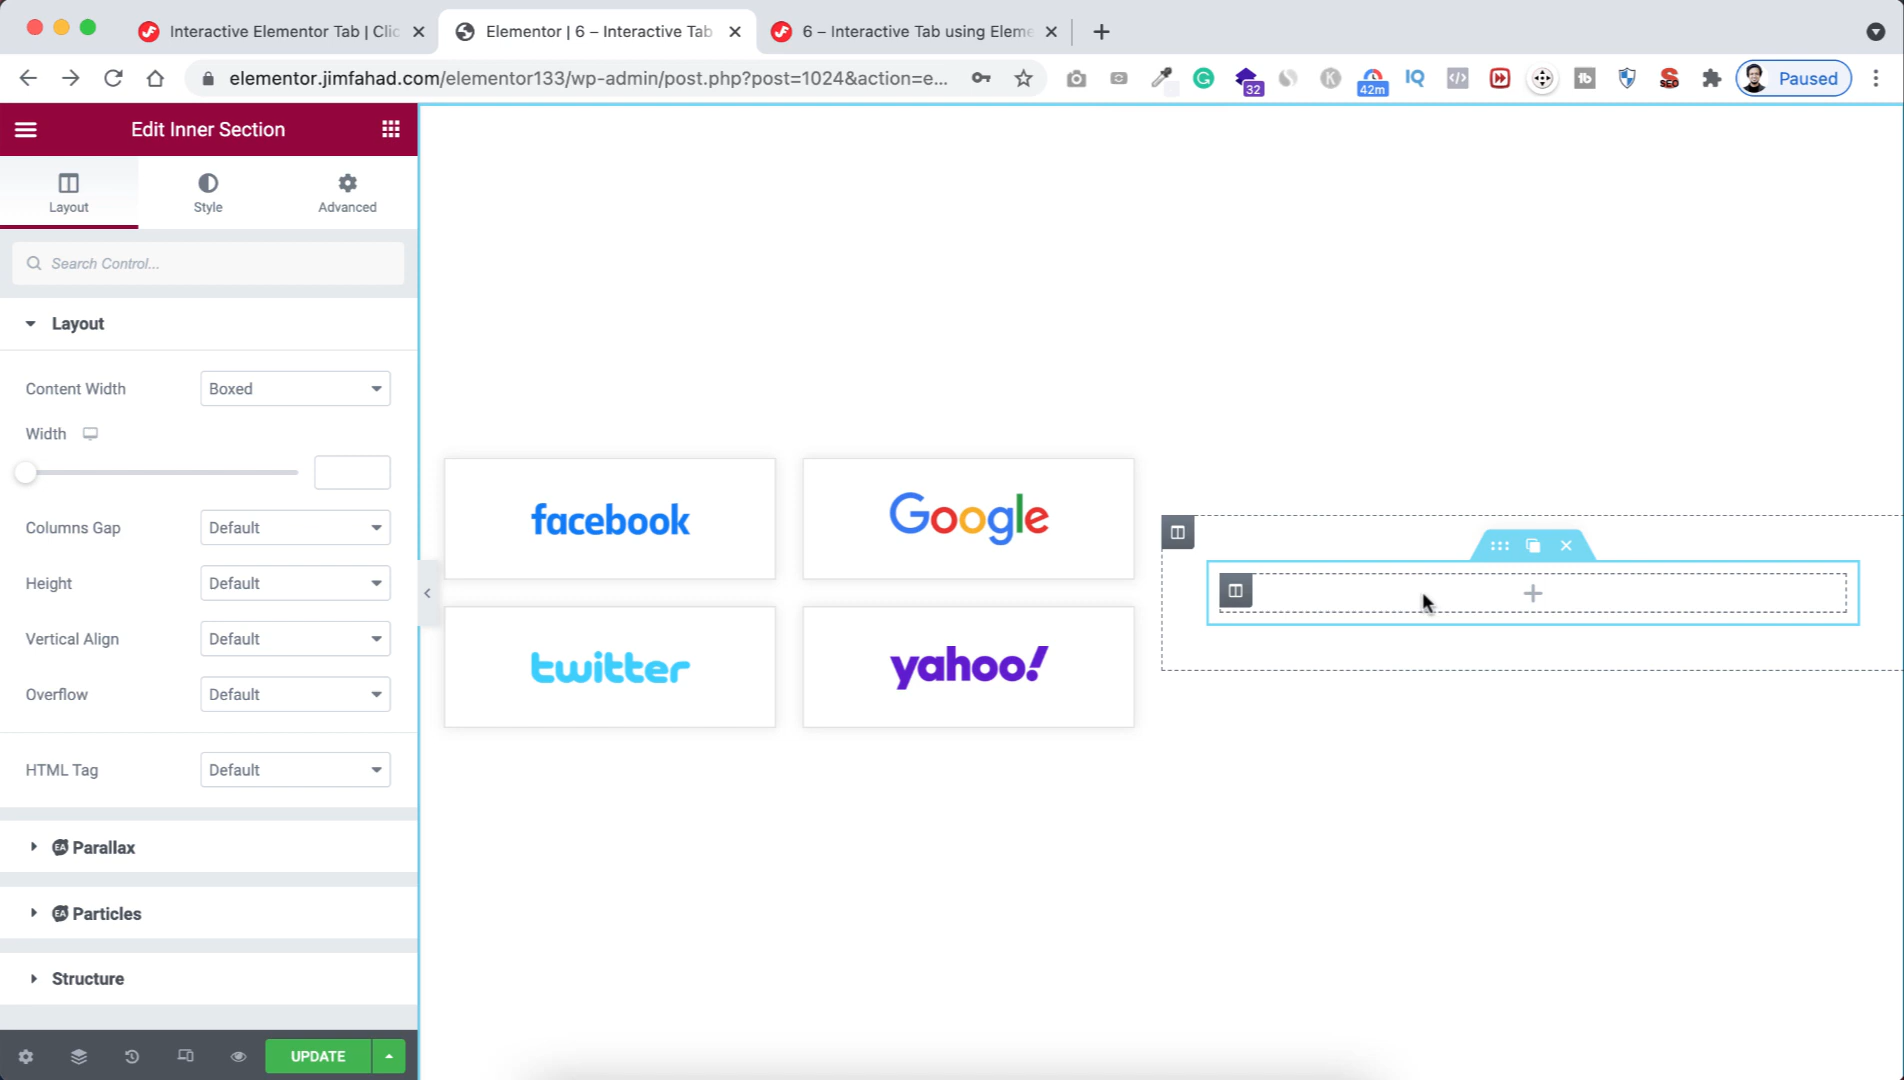 Interactive Elementor Tab | Clic
Elementor | 6 – Interactive Tab
6 – Interactive Tab using Eleme
elementor.jimfahad.com/elementor133/wp-admin/post.php?post=1024&action=e...
32
42m
IQ
SEO
Paused
Edit Inner Section
Layout
Style
Advanced
Search Control...
Layout
Content Width
Boxed
Width
Columns Gap
Default
Height
Default
Vertical Align
Default
Overflow
Default
HTML Tag
Default
EA Parallax
EA Particles
Structure
UPDATE
facebook
Google
twitter
yahoo!